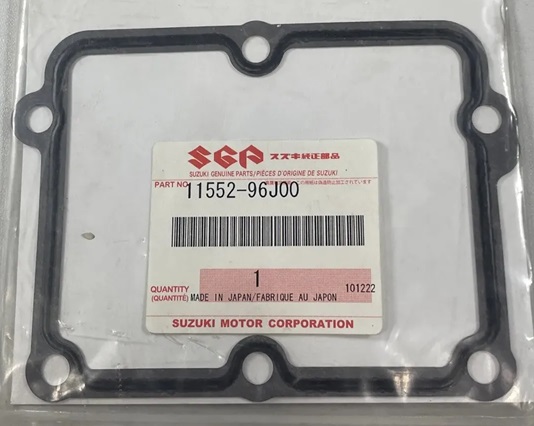 SGP スズキ純正部品
SUZUKI GENUINE PARTS/PIÈCES D'ORIGINE DE SUZUKI
PART NO.
11552-96J00
QUANTITY 1 101222
(QUANTITÉ) MADE IN JAPAN/FABRIQUE AU JAPON
SUZUKI MOTOR CORPORATION